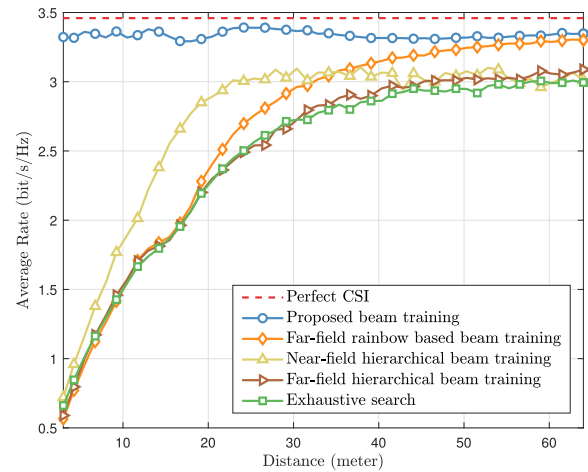 3.5
3
2.5
2
1.5
1
0.5
Average Rate (bit/s/Hz)
Perfect CSI
Proposed beam training
Far-field rainbow based beam training
Near-field hierarchical beam training
Far-field hierarchical beam training
Exhaustive search
10 20 30 40 50 60
Distance (meter)